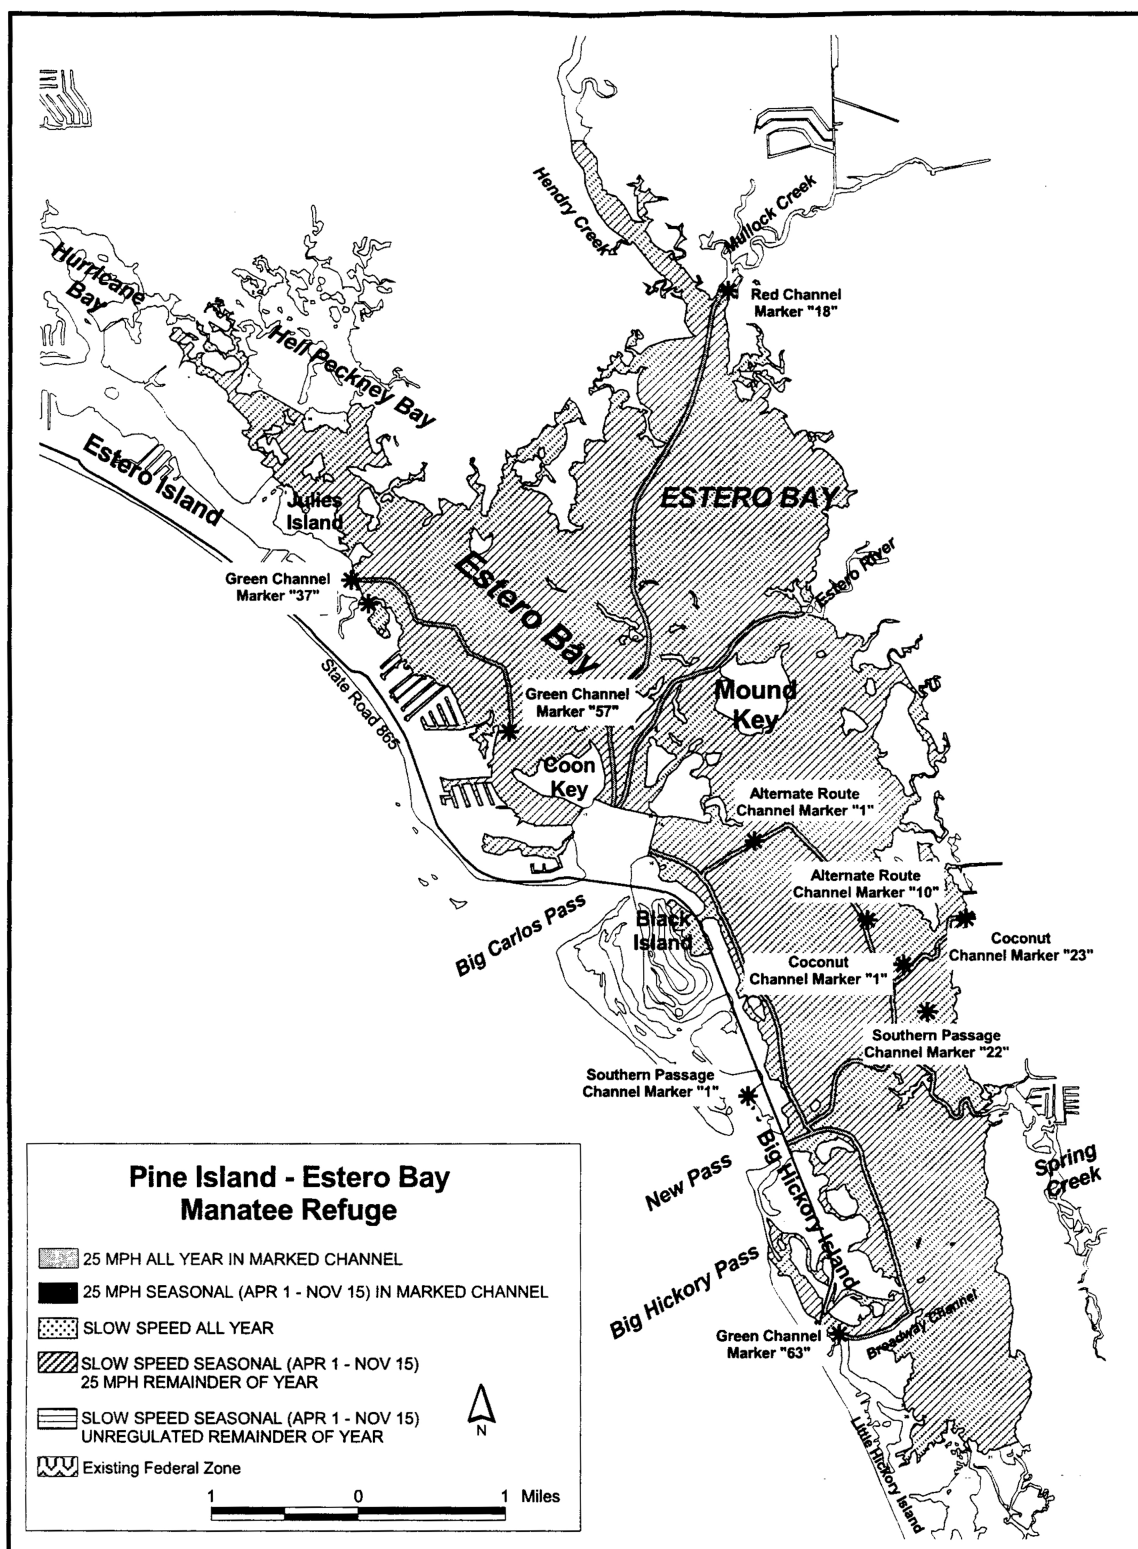 Hendry Creek
Mullock Creek
Red Channel
Marker "18"
Hurricane
Bay
Hell Peckney Bay
Estero Island
Julies
Island
ESTERO BAY
Estero Bay
Estero River
Green Channel
Marker "37"
State Road 865
Green Channel
Marker "57"
Mound
Key
Coon
Key
Alternate Route
Channel Marker "1"
Alternate Route
Channel Marker "10"
Big Carlos Pass
Black
Island
Coconut
Channel Marker "1"
Coconut
Channel Marker "23"
Southern Passage
Channel Marker "22"
Southern Passage
Channel Marker "1"
Spring
Creek
New Pass
Big Hickory Island
Big Hickory Pass
Broadway Channel
Green Channel
Marker "63"
Little Hickory Island
Pine Island - Estero Bay
Manatee Refuge
25 MPH ALL YEAR IN MARKED CHANNEL
25 MPH SEASONAL (APR 1 - NOV 15) IN MARKED CHANNEL
SLOW SPEED ALL YEAR
SLOW SPEED SEASONAL (APR 1 - NOV 15)
25 MPH REMAINDER OF YEAR
SLOW SPEED SEASONAL (APR 1 - NOV 15)
UNREGULATED REMAINDER OF YEAR
Existing Federal Zone
N
1 0 1 Miles